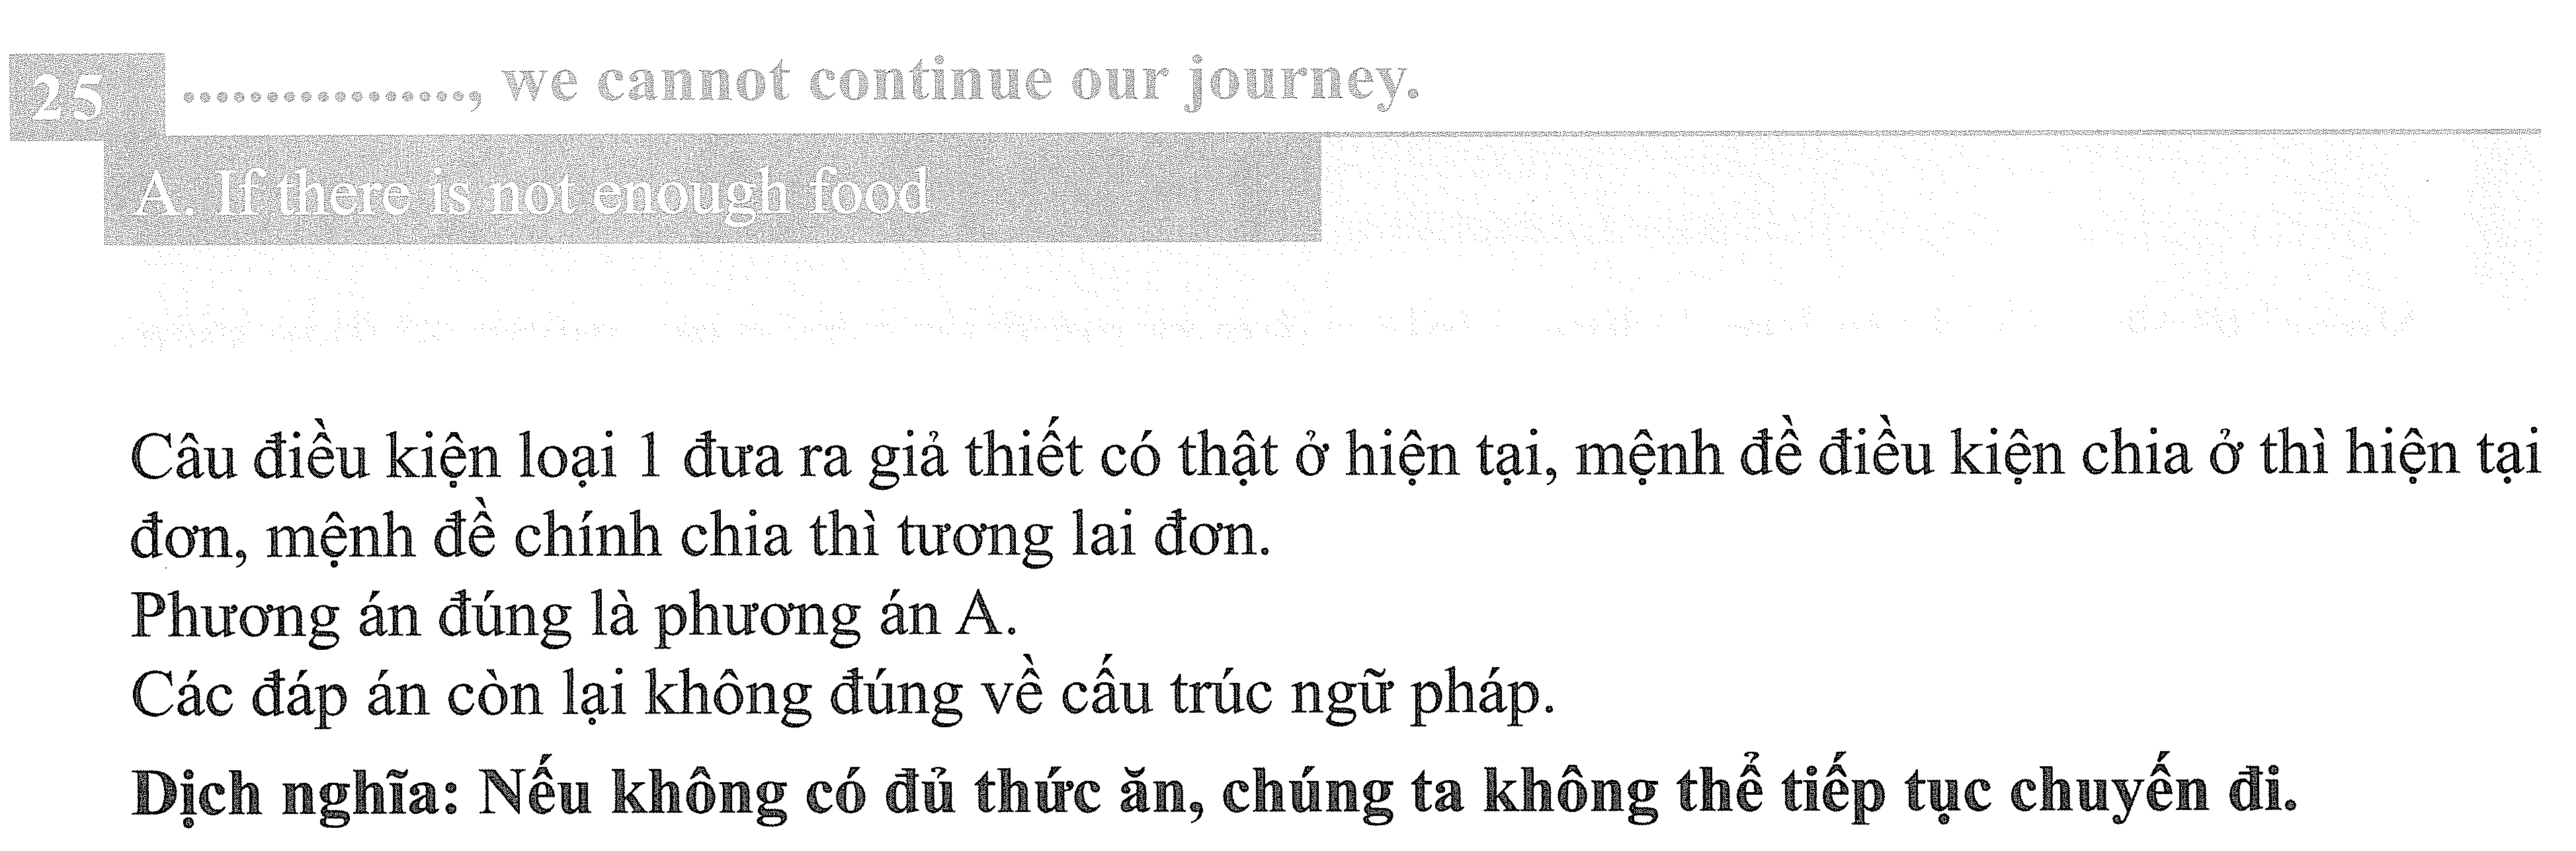 25 ..............., we cannot continue our journey.
A. If there is not enough food
Câu điều kiện loại 1 đưa ra giả thiết có thật ở hiện tại, mệnh đề điều kiện chia ở thì hiện tại
đơn, mệnh đề chính chia thì tương lai đơn.
Phương án đúng là phương án A.
Các đáp án còn lại không đúng về cấu trúc ngữ pháp.
Dịch nghĩa: Nếu không có đủ thức ăn, chúng ta không thể tiếp tục chuyến đi.